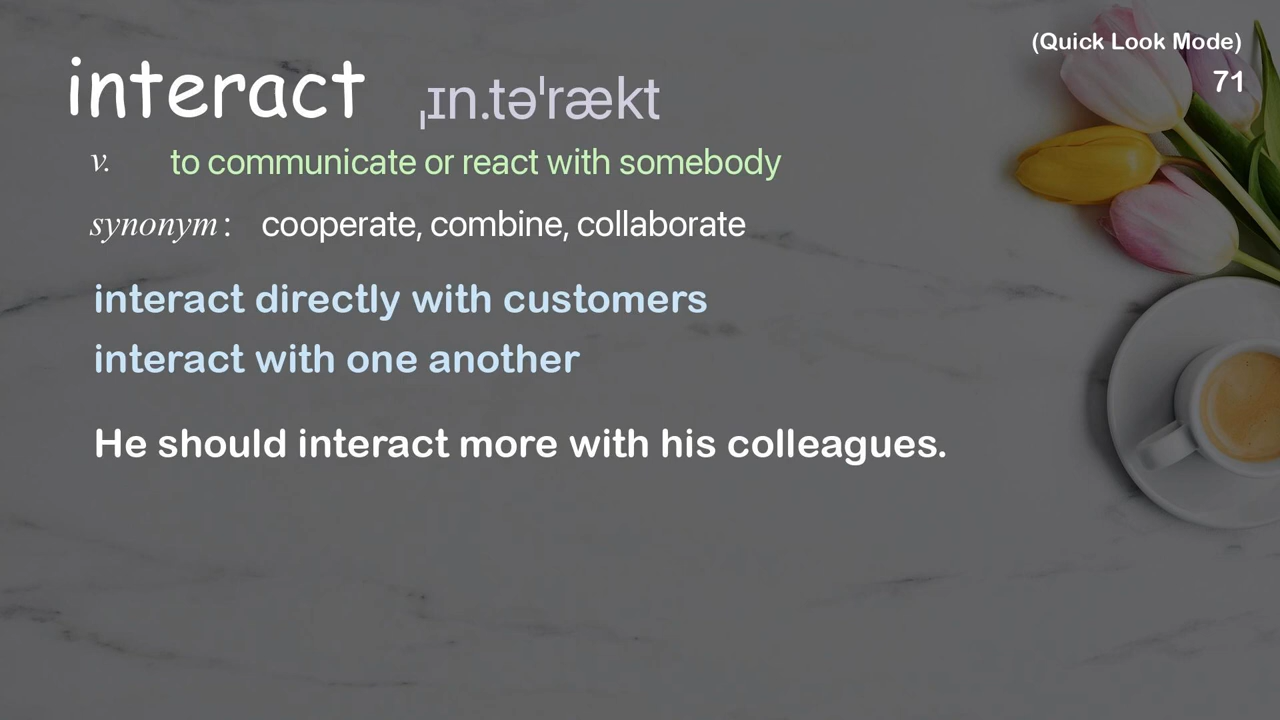 (Quick Look Mode)
71
interact ˌɪn.təˈrækt
v. to communicate or react with somebody
synonym: cooperate, combine, collaborate
interact directly with customers
interact with one another
He should interact more with his colleagues.